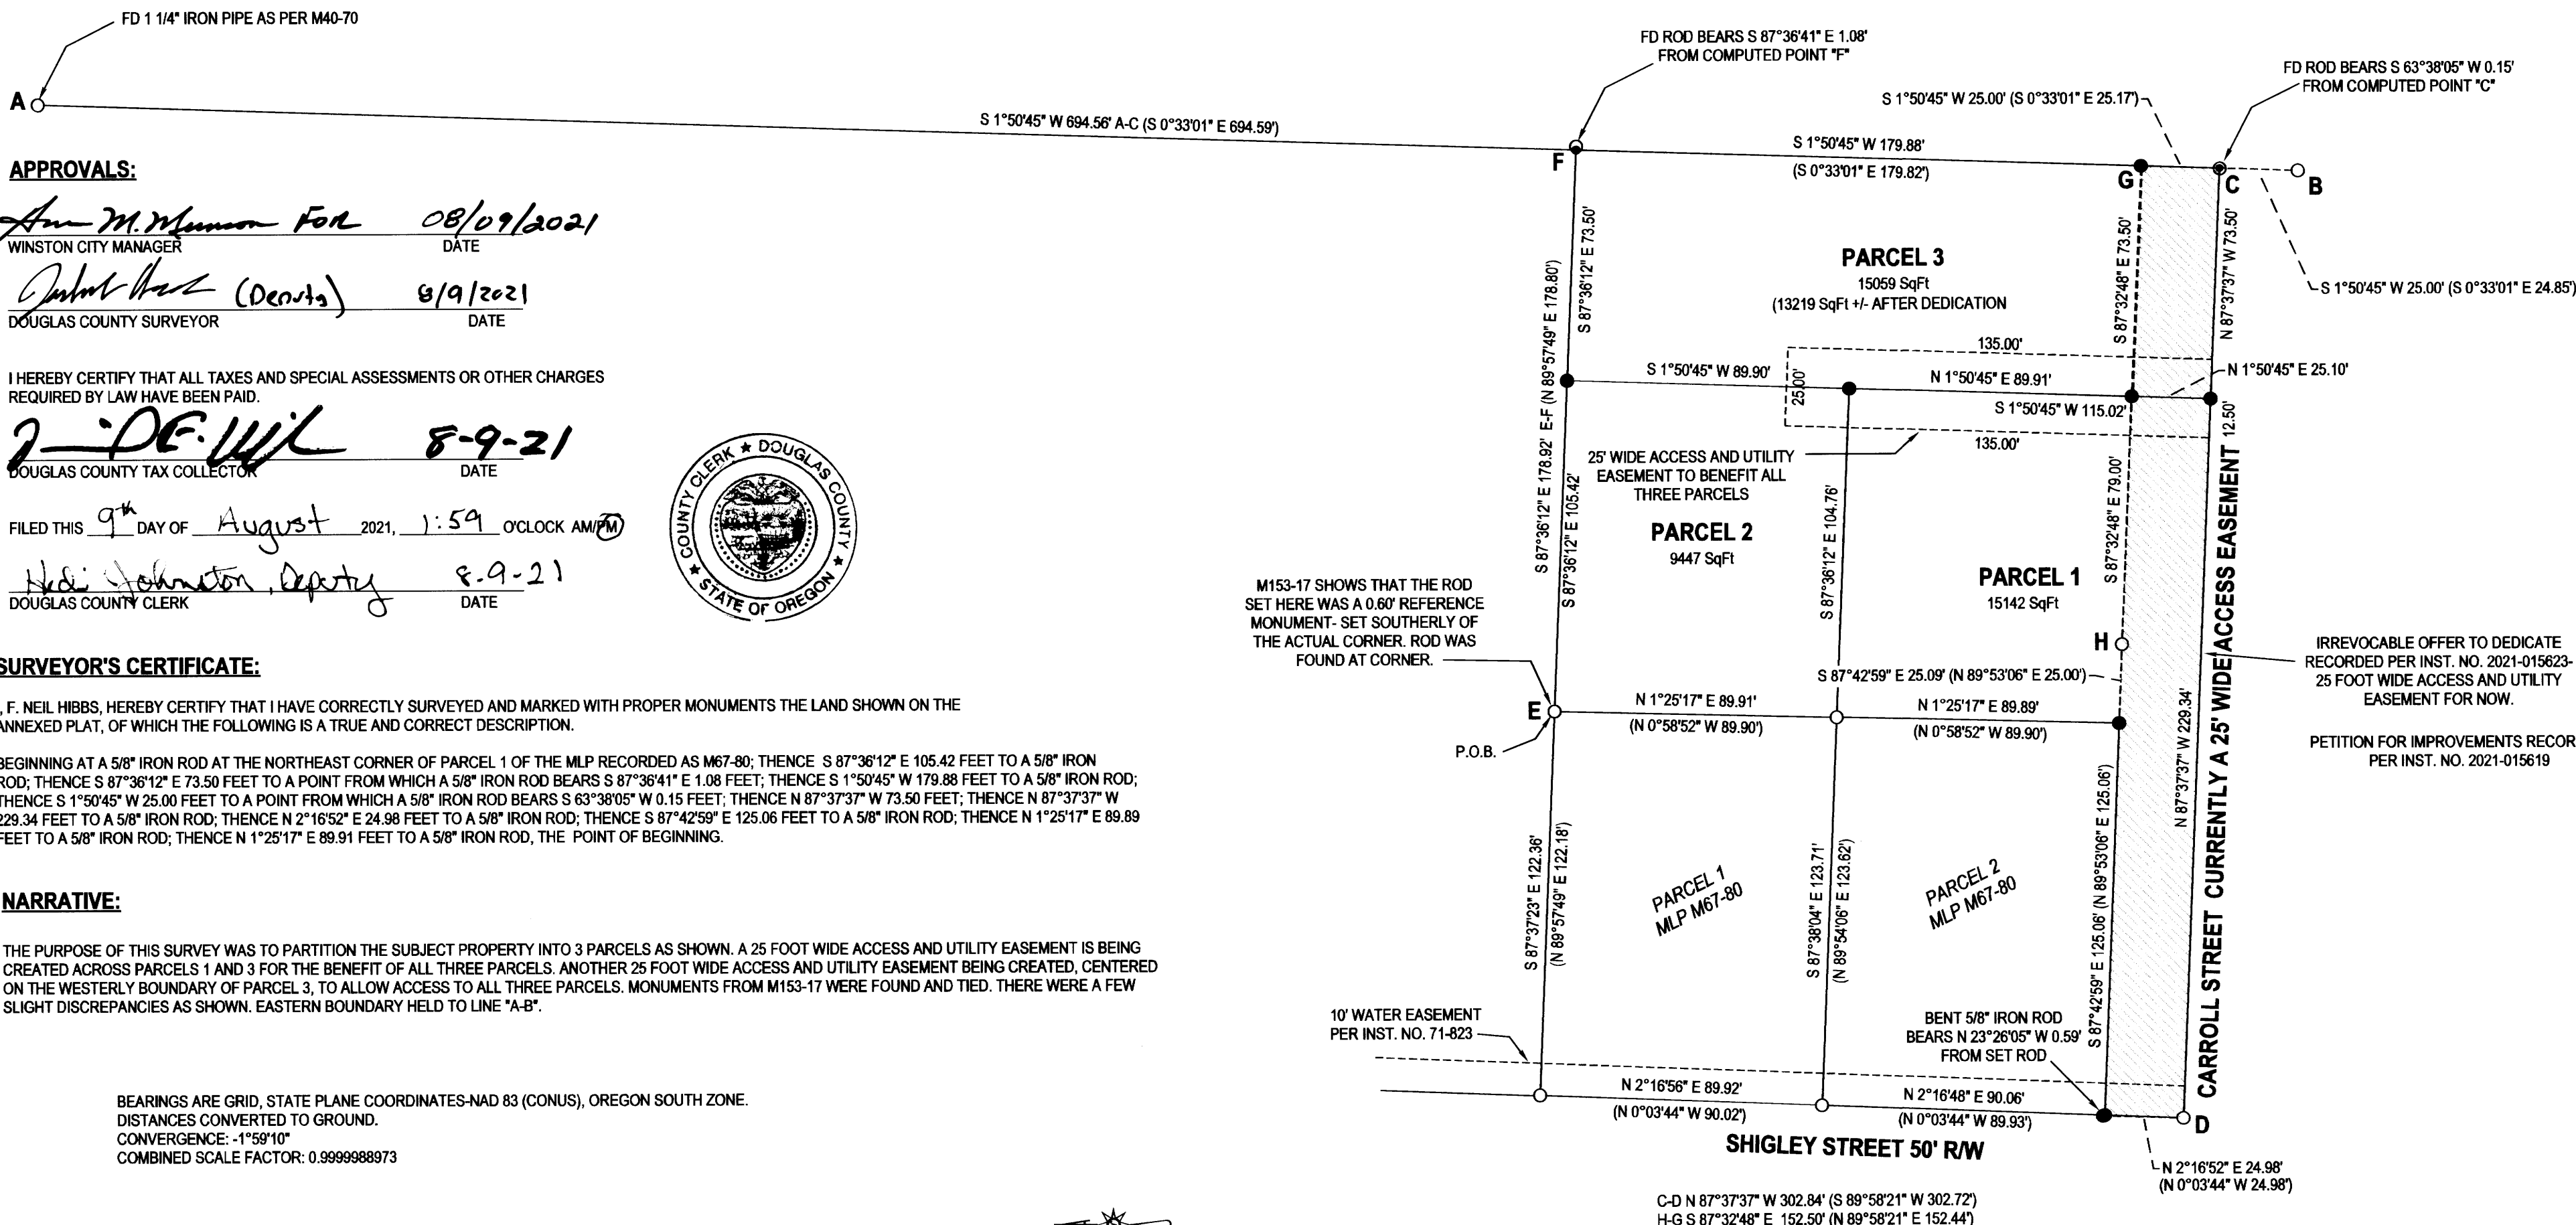 FD 1 1/4" IRON PIPE AS PER M40-70
A
S 1°50'45" W 694.56' A-C (S 0°33'01" E 694.59')
FD ROD BEARS S 87°36'41" E 1.08'
FROM COMPUTED POINT "F"
FD ROD BEARS S 63°38'05" W 0.15'
FROM COMPUTED POINT "C"
S 1°50'45" W 25.00' (S 0°33'01" E 25.17')
F
S 1°50'45" W 179.88'
(S 0°33'01" E 179.82')
G
C
B
S 1°50'45" W 25.00' (S 0°33'01" E 24.85')
APPROVALS:
Ann M. Munson FOR 08/09/2021
WINSTON CITY MANAGER DATE
(Deputy) 8/9/2021
DOUGLAS COUNTY SURVEYOR DATE
I HEREBY CERTIFY THAT ALL TAXES AND SPECIAL ASSESSMENTS OR OTHER CHARGES
REQUIRED BY LAW HAVE BEEN PAID.
8-9-21
DOUGLAS COUNTY TAX COLLECTOR DATE
FILED THIS 9th DAY OF August 2021, 1:59 O'CLOCK AM/PM
Heidi Johnston, Deputy 8-9-21
DOUGLAS COUNTY CLERK DATE
COUNTY CLERK ★ DOUGLAS COUNTY ★ STATE OF OREGON ★
SURVEYOR'S CERTIFICATE:
, F. NEIL HIBBS, HEREBY CERTIFY THAT I HAVE CORRECTLY SURVEYED AND MARKED WITH PROPER MONUMENTS THE LAND SHOWN ON THE
ANNEXED PLAT, OF WHICH THE FOLLOWING IS A TRUE AND CORRECT DESCRIPTION.
BEGINNING AT A 5/8" IRON ROD AT THE NORTHEAST CORNER OF PARCEL 1 OF THE MLP RECORDED AS M67-80; THENCE S 87°36'12" E 105.42 FEET TO A 5/8" IRON
ROD; THENCE S 87°36'12" E 73.50 FEET TO A POINT FROM WHICH A 5/8" IRON ROD BEARS S 87°36'41" E 1.08 FEET; THENCE S 1°50'45" W 179.88 FEET TO A 5/8" IRON ROD;
THENCE S 1°50'45" W 25.00 FEET TO A POINT FROM WHICH A 5/8" IRON ROD BEARS S 63°38'05" W 0.15 FEET; THENCE N 87°37'37" W 73.50 FEET; THENCE N 87°37'37" W
229.34 FEET TO A 5/8" IRON ROD; THENCE N 2°16'52" E 24.98 FEET TO A 5/8" IRON ROD; THENCE S 87°42'59" E 125.06 FEET TO A 5/8" IRON ROD; THENCE N 1°25'17" E 89.89
FEET TO A 5/8" IRON ROD; THENCE N 1°25'17" E 89.91 FEET TO A 5/8" IRON ROD, THE POINT OF BEGINNING.
NARRATIVE:
THE PURPOSE OF THIS SURVEY WAS TO PARTITION THE SUBJECT PROPERTY INTO 3 PARCELS AS SHOWN. A 25 FOOT WIDE ACCESS AND UTILITY EASEMENT IS BEING
CREATED ACROSS PARCELS 1 AND 3 FOR THE BENEFIT OF ALL THREE PARCELS. ANOTHER 25 FOOT WIDE ACCESS AND UTILITY EASEMENT BEING CREATED, CENTERED
ON THE WESTERLY BOUNDARY OF PARCEL 3, TO ALLOW ACCESS TO ALL THREE PARCELS. MONUMENTS FROM M153-17 WERE FOUND AND TIED. THERE WERE A FEW
SLIGHT DISCREPANCIES AS SHOWN. EASTERN BOUNDARY HELD TO LINE "A-B".
BEARINGS ARE GRID, STATE PLANE COORDINATES-NAD 83 (CONUS), OREGON SOUTH ZONE.
DISTANCES CONVERTED TO GROUND.
CONVERGENCE: -1°59'10"
COMBINED SCALE FACTOR: 0.9999988973
S 87°36'12" E 178.92' E-F (N 89°57'49" E 178.80')
S 87°36'12" E 73.50'
PARCEL 3
15059 SqFt
(13219 SqFt +/- AFTER DEDICATION
S 87°32'48" E 73.50'
N 87°37'37" W 73.50'
135.00'
S 1°50'45" W 89.90'
25.00'
N 1°50'45" E 89.91'
N 1°50'45" E 25.10'
S 1°50'45" W 115.02'
12.50'
135.00'
25' WIDE ACCESS AND UTILITY
EASEMENT TO BENEFIT ALL
THREE PARCELS
S 87°36'12" E 105.42'
PARCEL 2
9447 SqFt
S 87°36'12" E 104.76'
PARCEL 1
15142 SqFt
S 87°32'48" E 79.00'
H
M153-17 SHOWS THAT THE ROD
SET HERE WAS A 0.60' REFERENCE
MONUMENT- SET SOUTHERLY OF
THE ACTUAL CORNER. ROD WAS
FOUND AT CORNER.
S 87°42'59" E 25.09' (N 89°53'06" E 25.00')
E
P.O.B.
N 1°25'17" E 89.91'
(N 0°58'52" W 89.90')
N 1°25'17" E 89.89'
(N 0°58'52" W 89.90')
IRREVOCABLE OFFER TO DEDICATE
RECORDED PER INST. NO. 2021-015623-
25 FOOT WIDE ACCESS AND UTILITY
EASEMENT FOR NOW.
PETITION FOR IMPROVEMENTS RECOR
PER INST. NO. 2021-015619
N 87°37'37" W 229.34'
CARROLL STREET CURRENTLY A 25' WIDE ACCESS EASEMENT
S 87°37'23" E 122.36'
(N 89°57'49" E 122.18')
PARCEL 1
MLP M67-80
S 87°38'04" E 123.71'
(N 89°54'06" E 123.62')
PARCEL 2
MLP M67-80
S 87°42'59" E 125.06' (N 89°53'06" E 125.06')
10' WATER EASEMENT
PER INST. NO. 71-823
BENT 5/8" IRON ROD
BEARS N 23°26'05" W 0.59'
FROM SET ROD
N 2°16'56" E 89.92'
(N 0°03'44" W 90.02')
N 2°16'48" E 90.06'
(N 0°03'44" W 89.93')
D
SHIGLEY STREET 50' R/W
N 2°16'52" E 24.98'
(N 0°03'44" W 24.98')
C-D N 87°37'37" W 302.84' (S 89°58'21" W 302.72')
H-G S 87°32'48" E 152.50' (N 89°58'21" E 152.44')